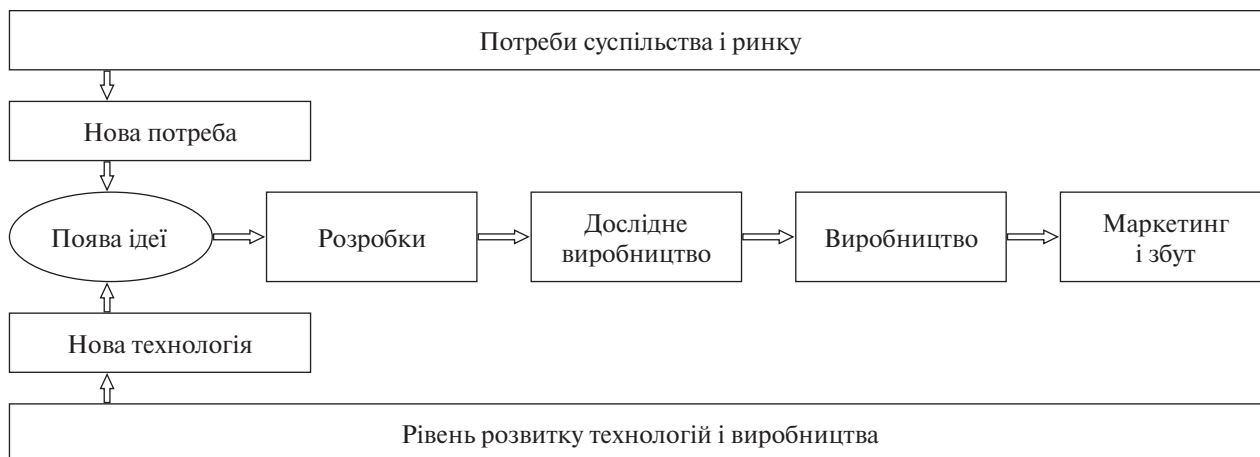 Потреби суспільства і ринку
Нова потреба
Поява ідеї
Розробки
Дослідне
виробництво
Виробництво
Маркетинг
і збут
Нова технологія
Рівень розвитку технологій і виробництва